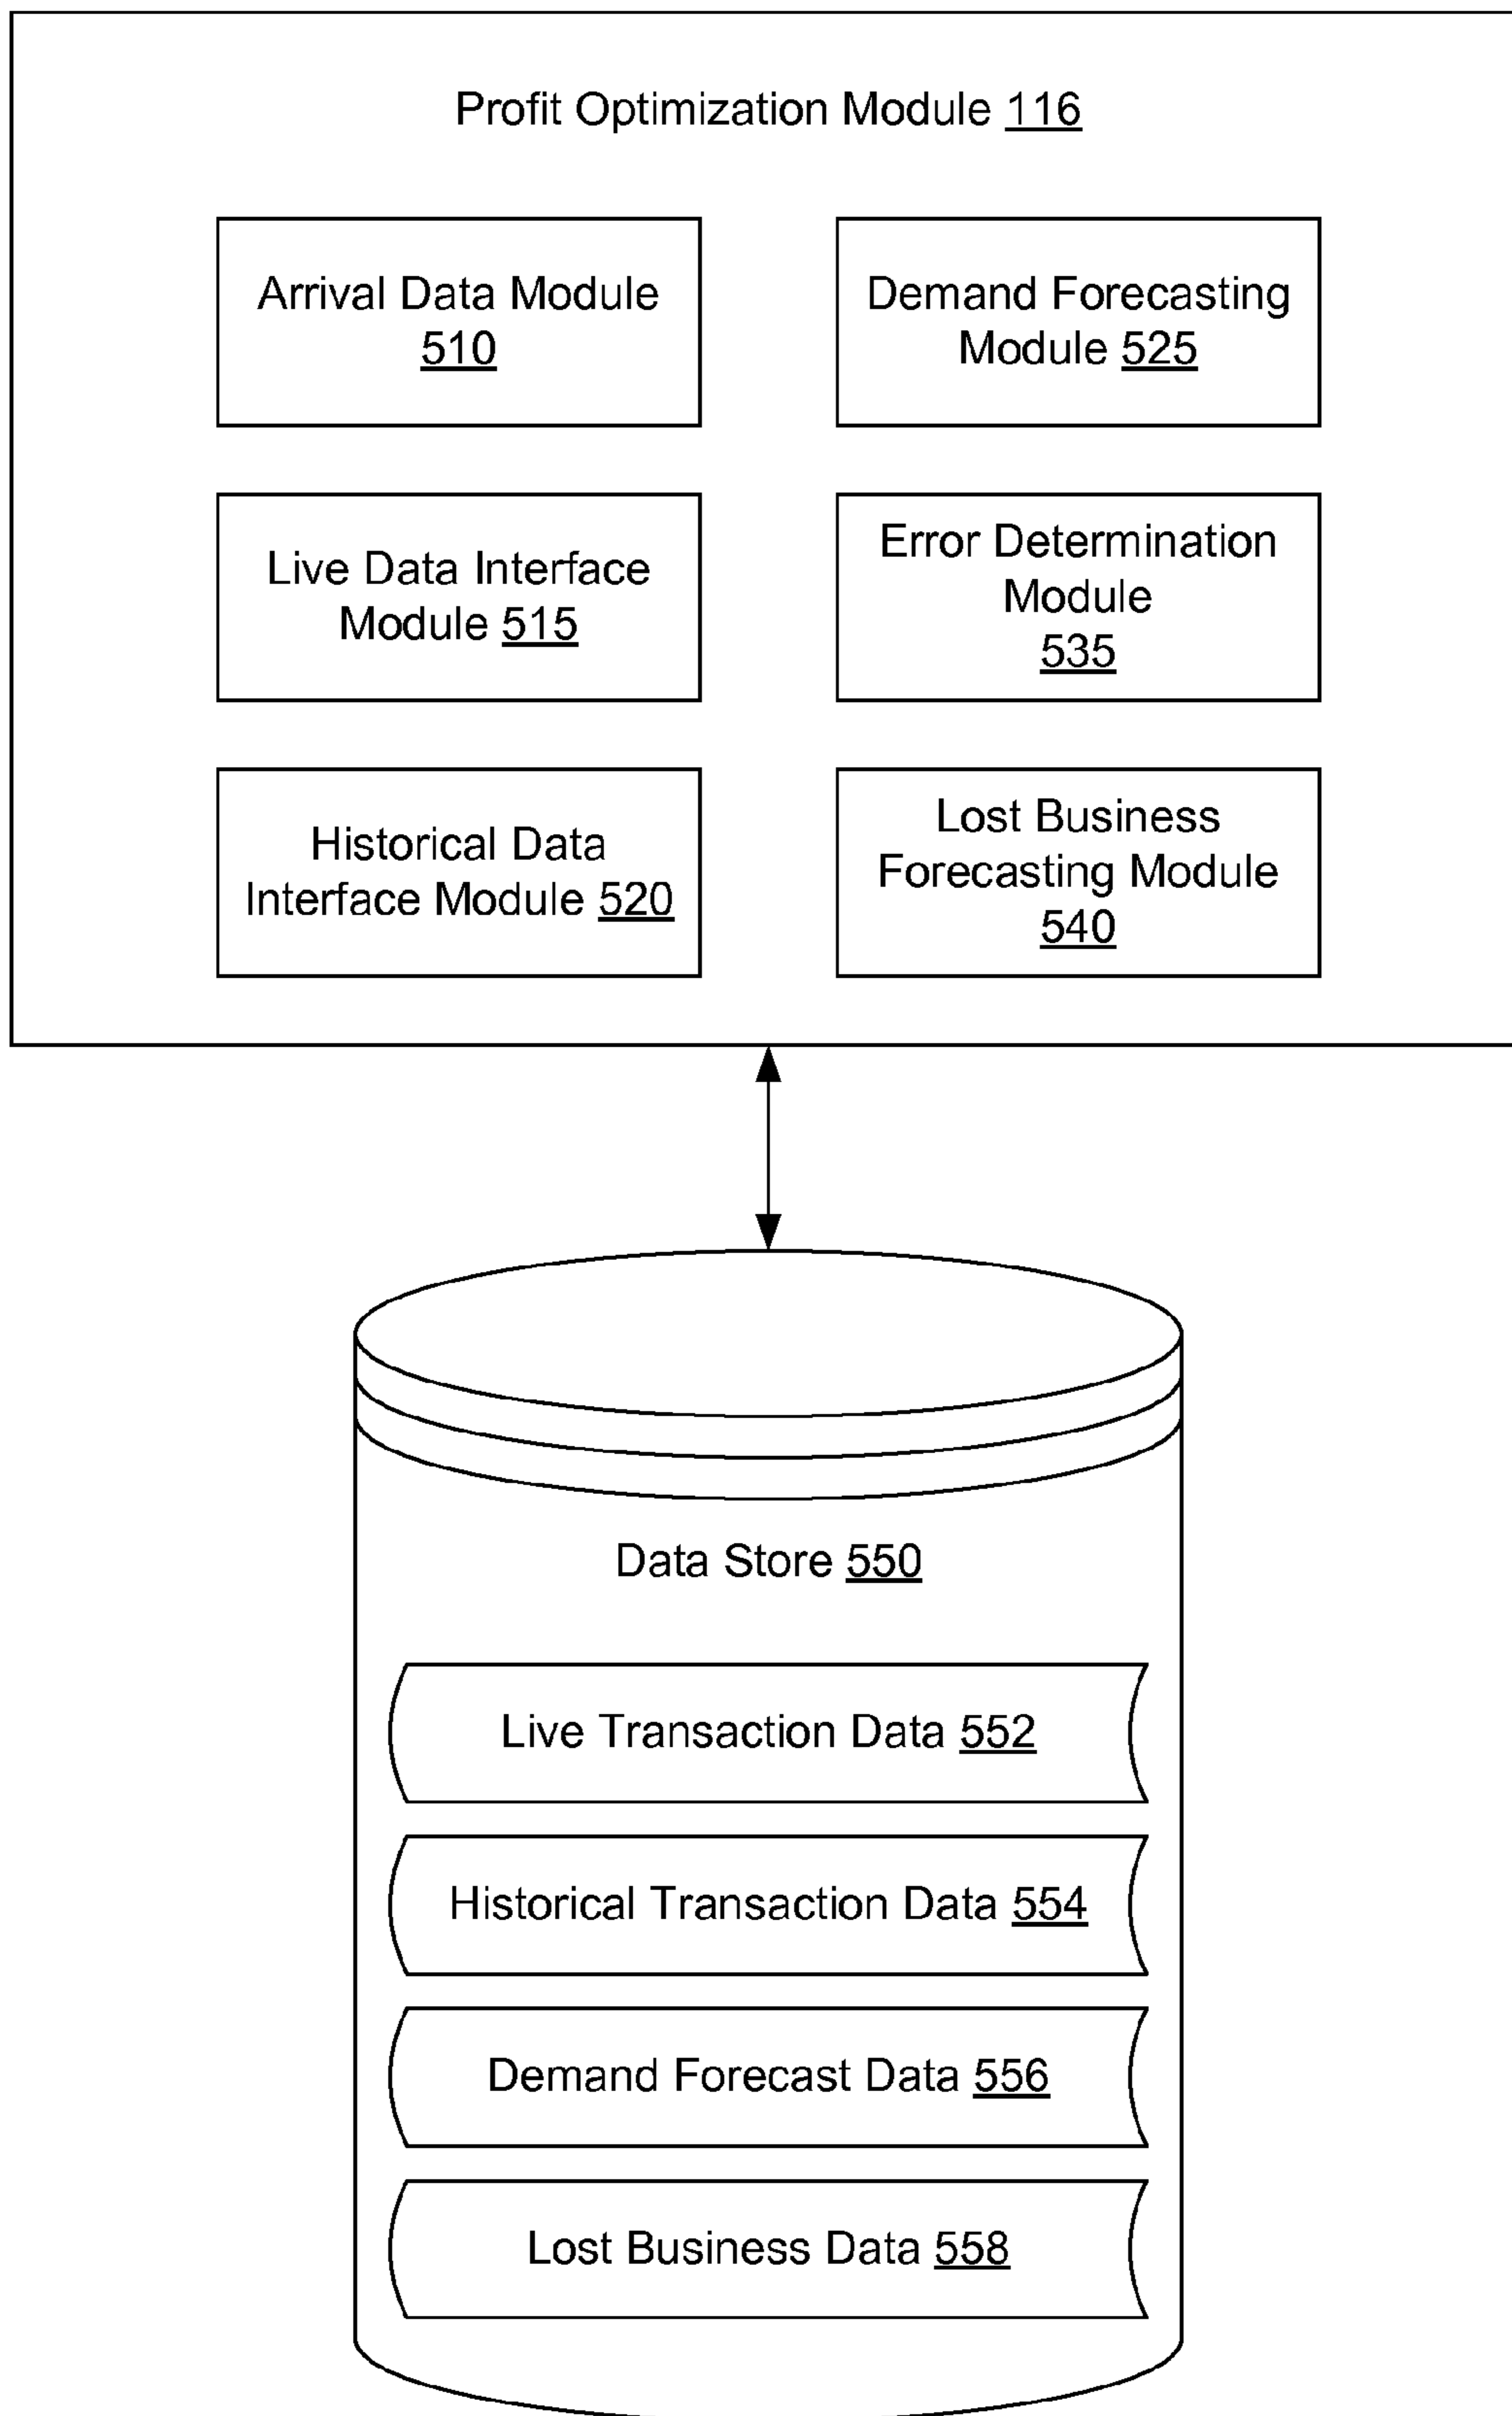 Profit Optimization Module 116
Arrival Data Module
510
Demand Forecasting
Module 525
Live Data Interface
Module 515
Error Determination
Module
535
Historical Data
Interface Module 520
Lost Business
Forecasting Module
540
Data Store 550
Live Transaction Data 552
Historical Transaction Data 554
Demand Forecast Data 556
Lost Business Data 558